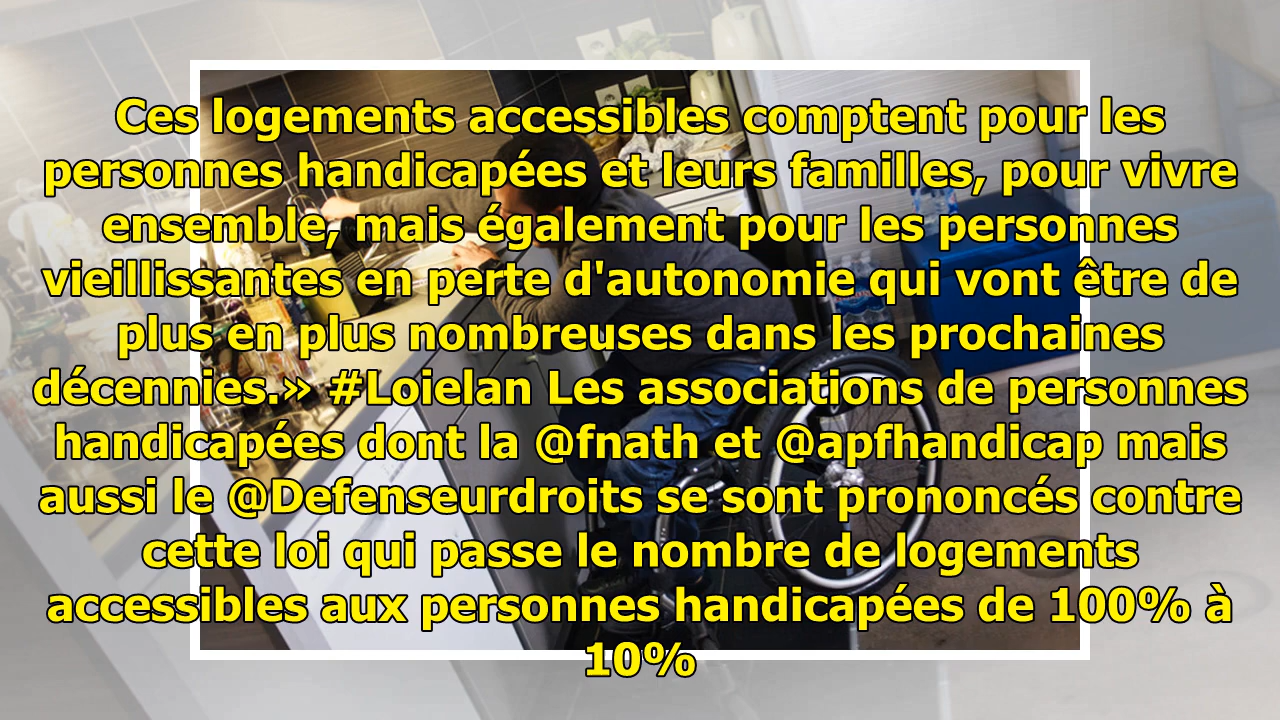 Ces logements accessibles comptent pour les
personnes handicapées et leurs familles, pour vivre
ensemble, mais également pour les personnes
vieillissantes en perte d'autonomie qui vont être de
plus en plus nombreuses dans les prochaines
décennies.» #Loielan Les associations de personnes
handicapées dont la @fnath et @apfhandicap mais
aussi le @Defenseurdroits se sont prononcés contre
cette loi qui passe le nombre de logements
accessibles aux personnes handicapées de 100% à
10%